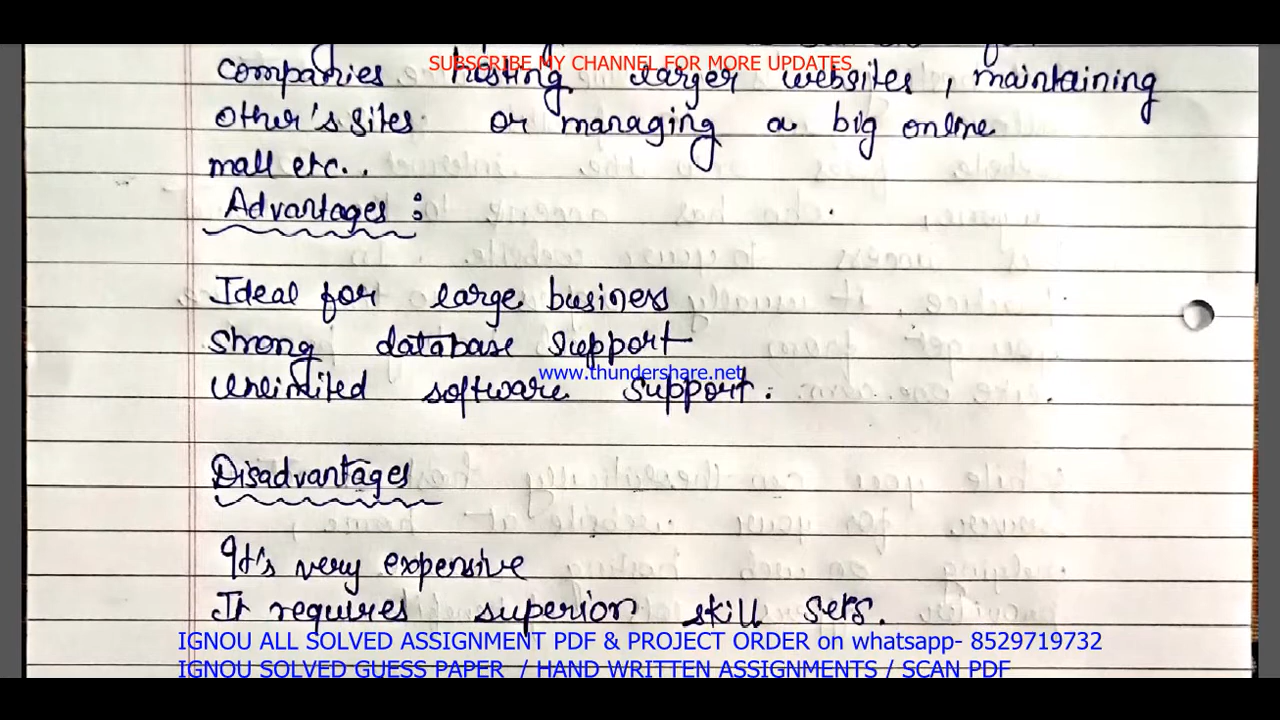 SUBSCRIBE MY CHANNEL FOR MORE UPDATES
companies hosting larger websites, maintaining
other's sites or managing a big online
mall etc..
Advantages :
Ideal for large business
strong database support
www.thundershare.net
unlimited software support.
Disadvantages
It's very expensive
It requires superior skill sets.
IGNOU ALL SOLVED ASSIGNMENT PDF & PROJECT ORDER on whatsapp- 8529719732
IGNOU SOLVED GUESS PAPER / HAND WRITTEN ASSIGNMENTS / SCAN PDF